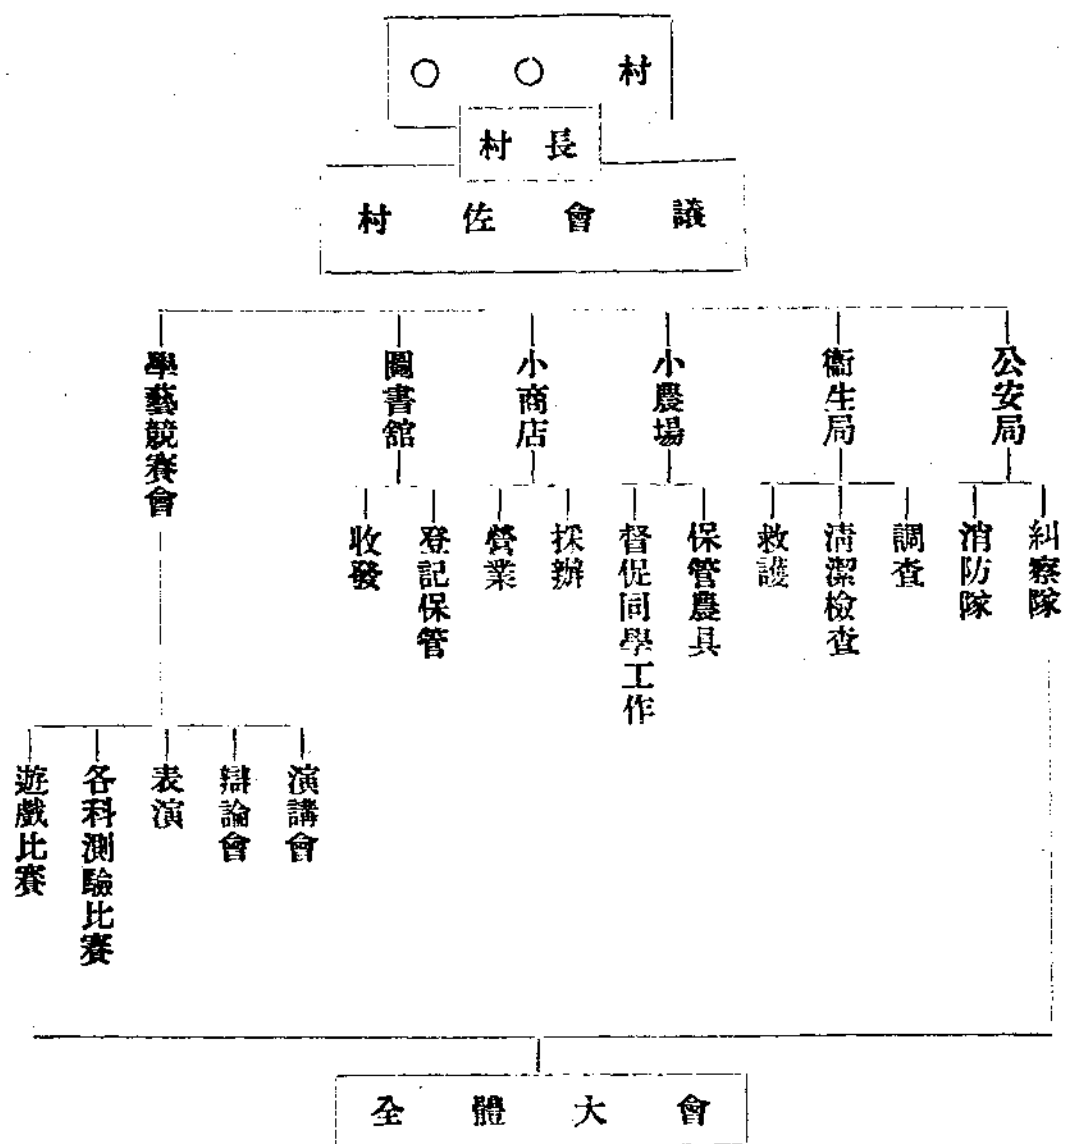 ○ ○ 村
村長
村佐會議
公安局
衞生局
小農場
小商店
圖書舘
學藝競賽會
糾察隊
消防隊
調查
清潔檢查
救護
保管農具
督促同學工作
採辦
營業
登記保管
收發
演講會
辯論會
表演
各科測驗比賽
遊戲比賽
全體大會